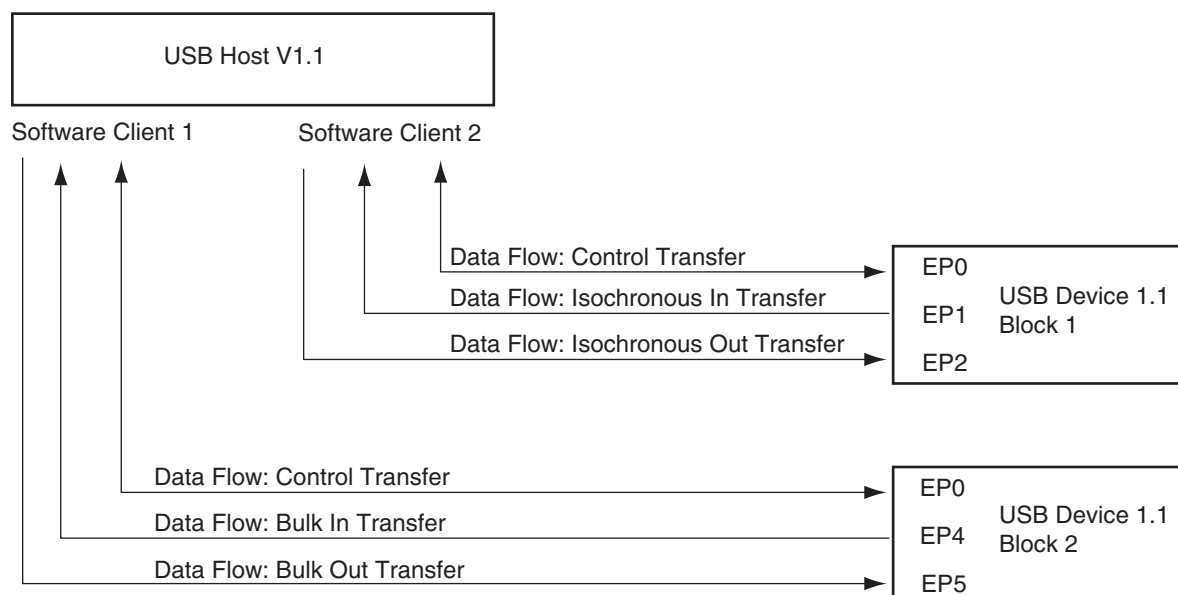 USB Host V1.1
Software Client 1
Software Client 2
Data Flow: Control Transfer
Data Flow: Isochronous In Transfer
Data Flow: Isochronous Out Transfer
EP0
EP1
EP2
USB Device 1.1
Block 1
Data Flow: Control Transfer
Data Flow: Bulk In Transfer
Data Flow: Bulk Out Transfer
EP0
EP4
EP5
USB Device 1.1
Block 2